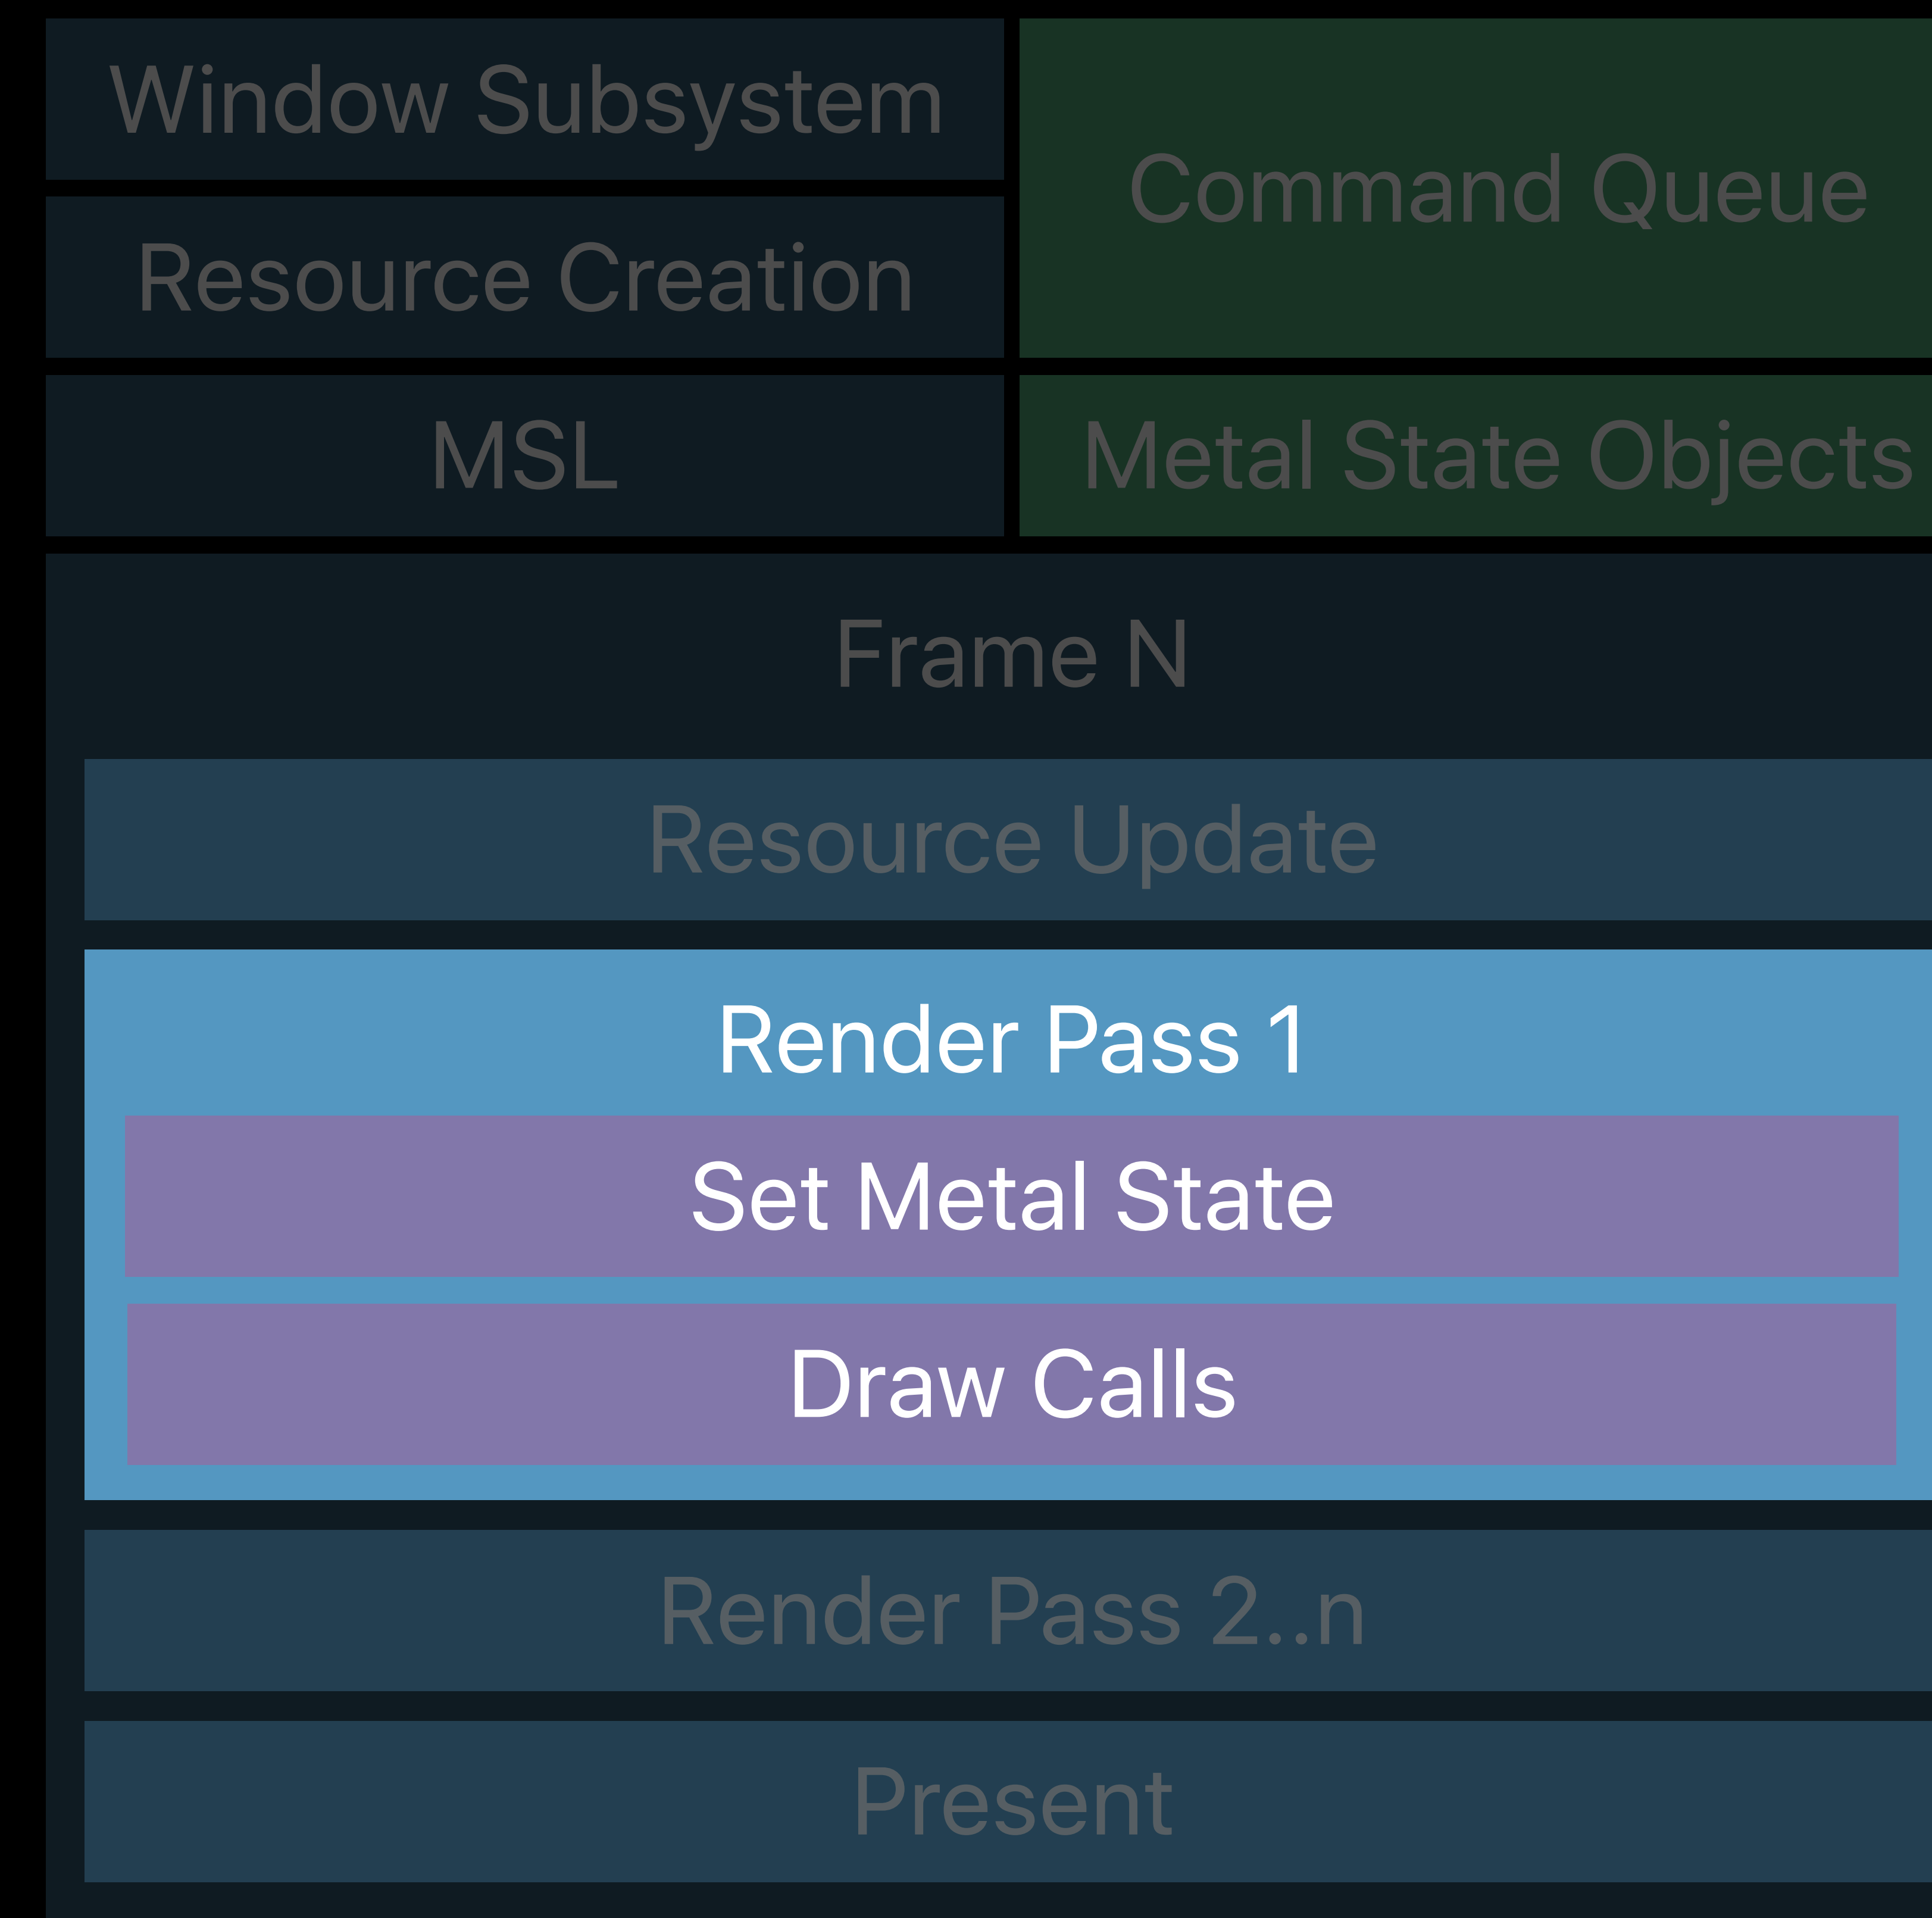 Window Subsystem
Command Queue
Resource Creation
MSL
Metal State Objects
Frame N
Resource Update
Render Pass 1
Set Metal State
Draw Calls
Render Pass 2..n
Present